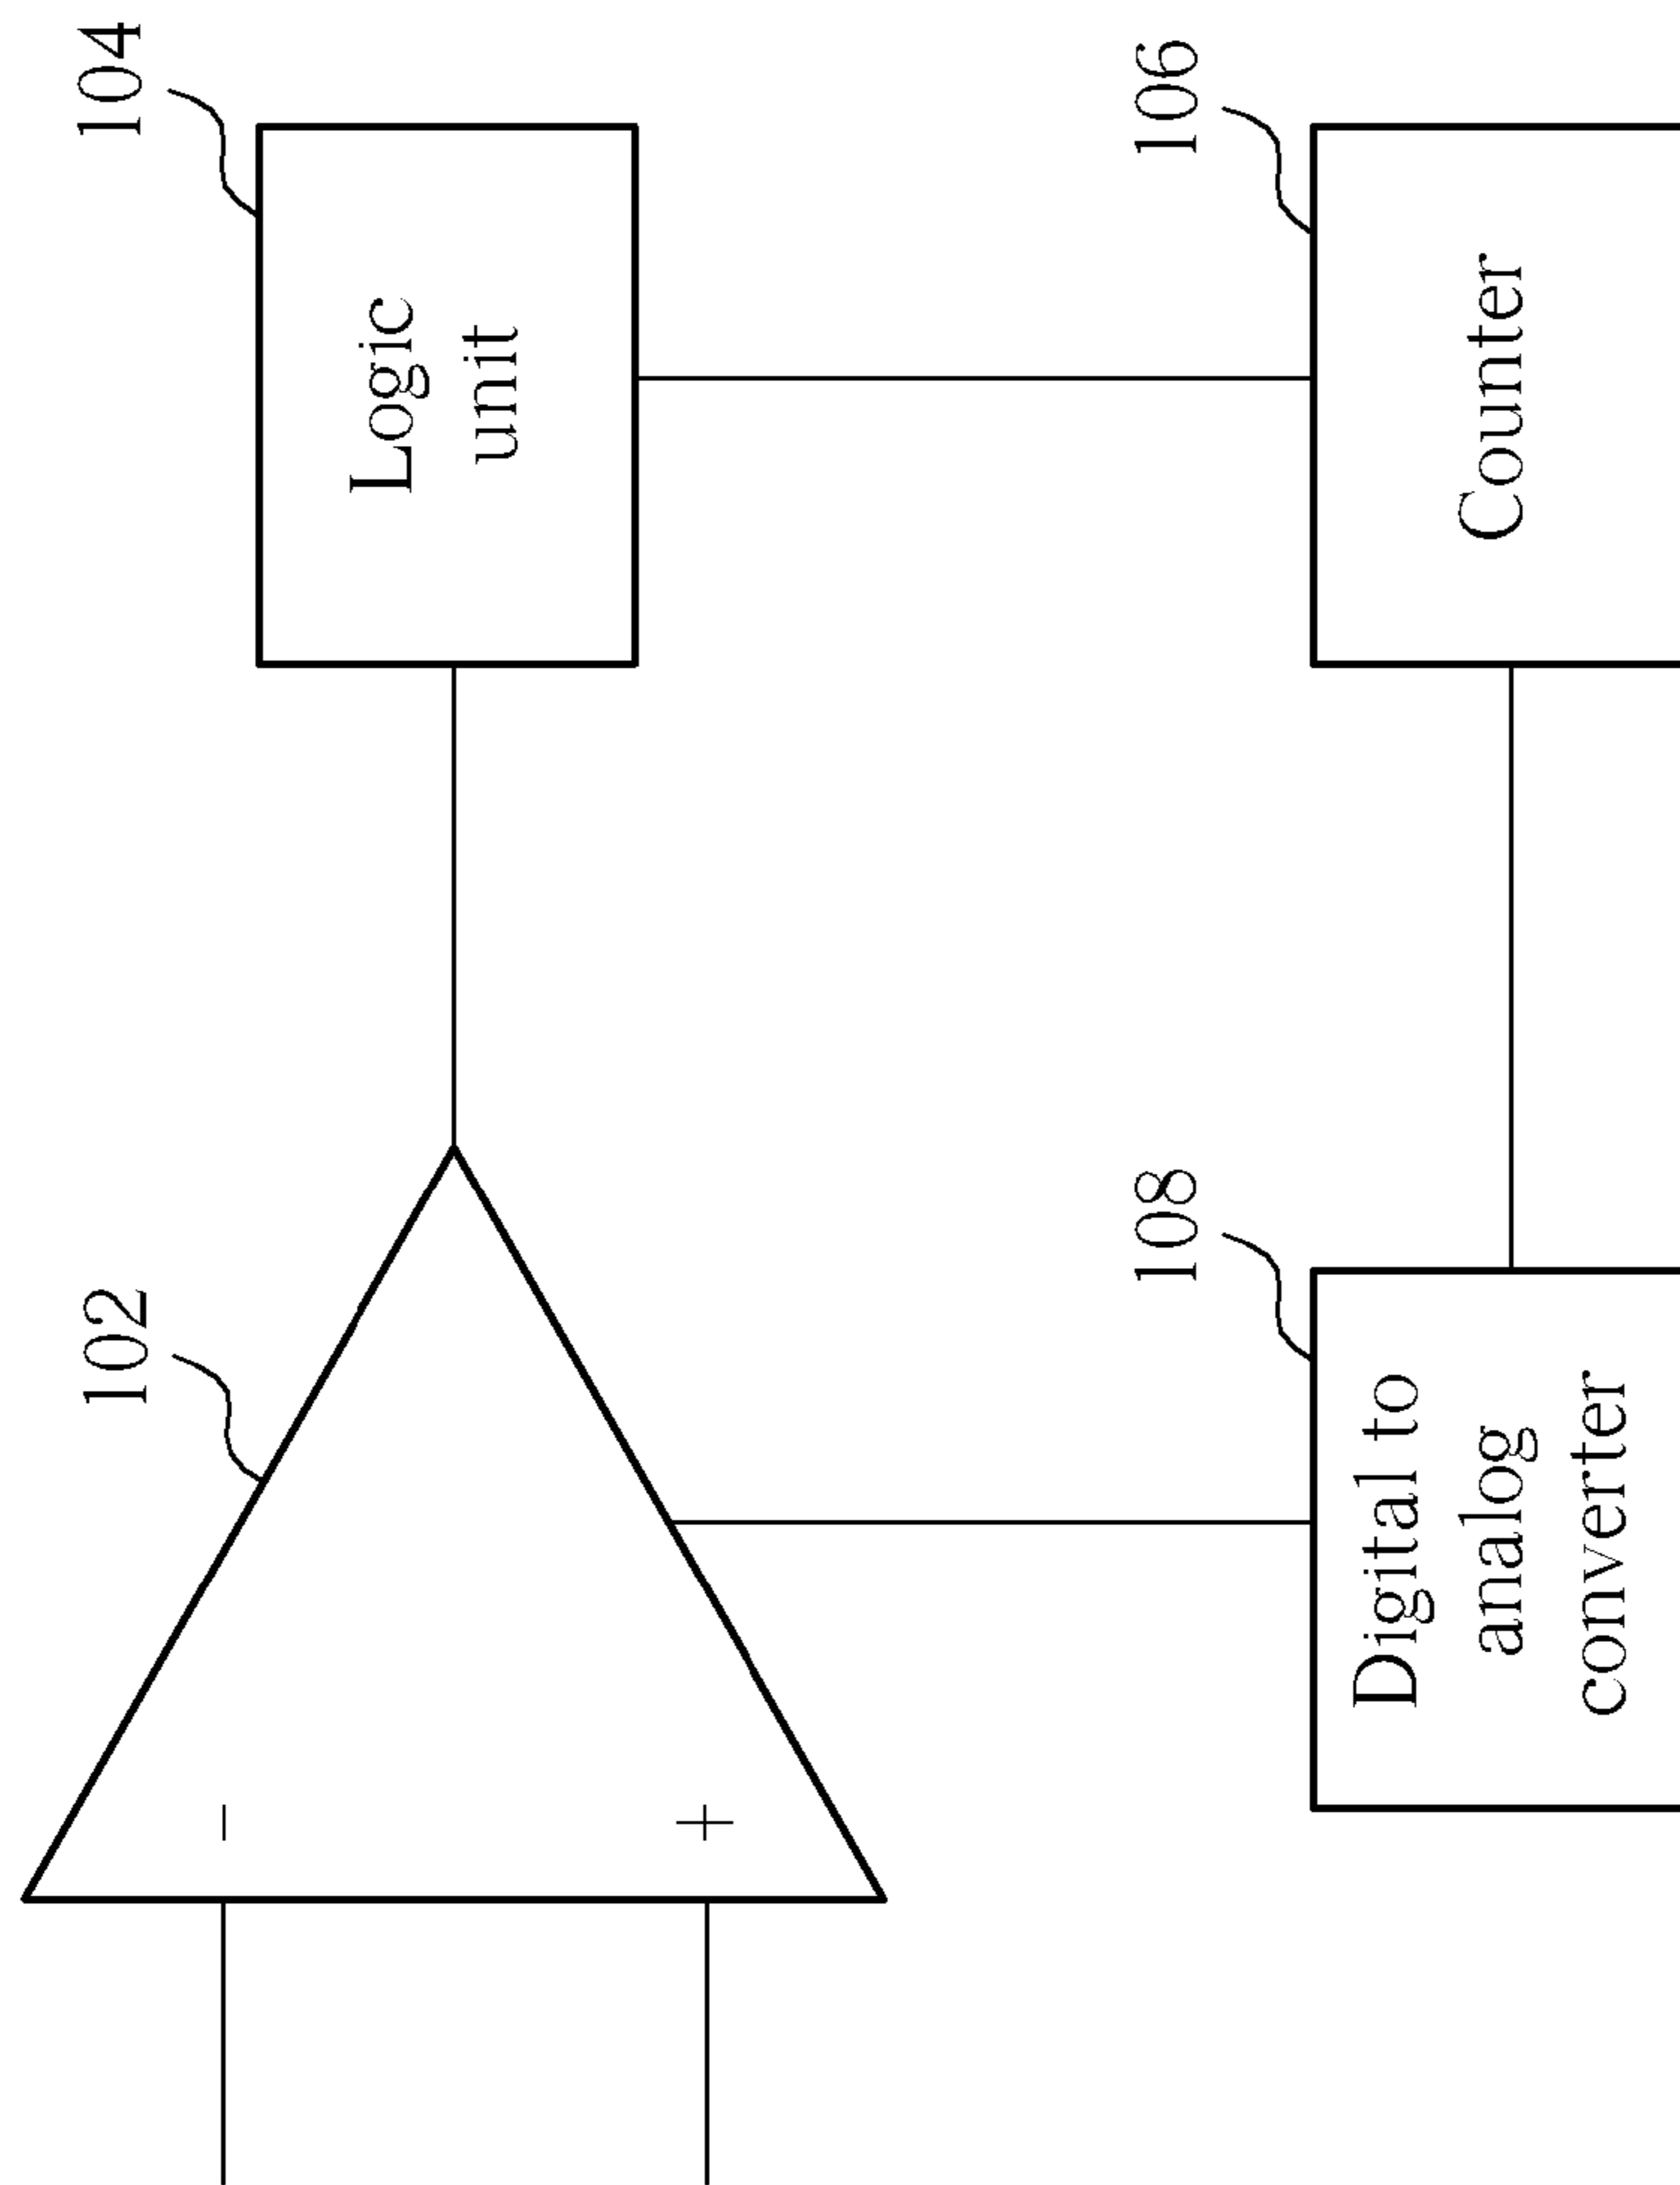 102
104
-
+
Logic
unit
108
106
Digital to
analog
converter
Counter